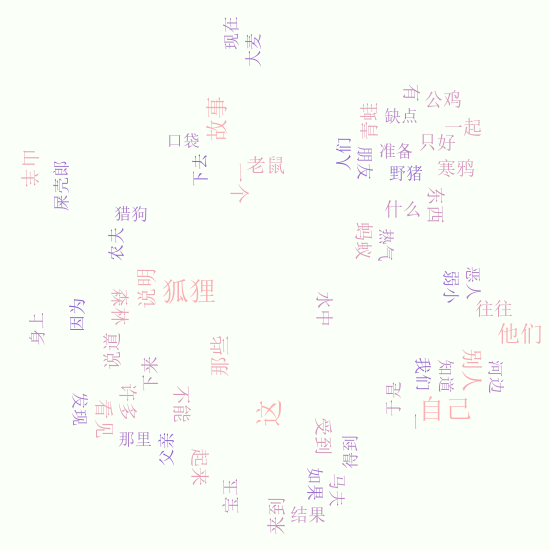 现在
大麦
有
公鸡
故事
青蛙
缺点
一起
口袋
人们
只好
朋友
准备
山羊
下去
老鼠
野猪
寒鸦
屎壳郎
一个
东西
猎狗
什么
农夫
蚂蚁
热气
说明
狐狸
弱小
恶人
森林
水中
往往
因为
身上
他们
说道
那些
下来
别人
我们
知道
河边
发现
看见
许多
不能
于是
一
自己
这
那里
父亲
受到
得到
起来
如果
马夫
宝玉
来到
结果